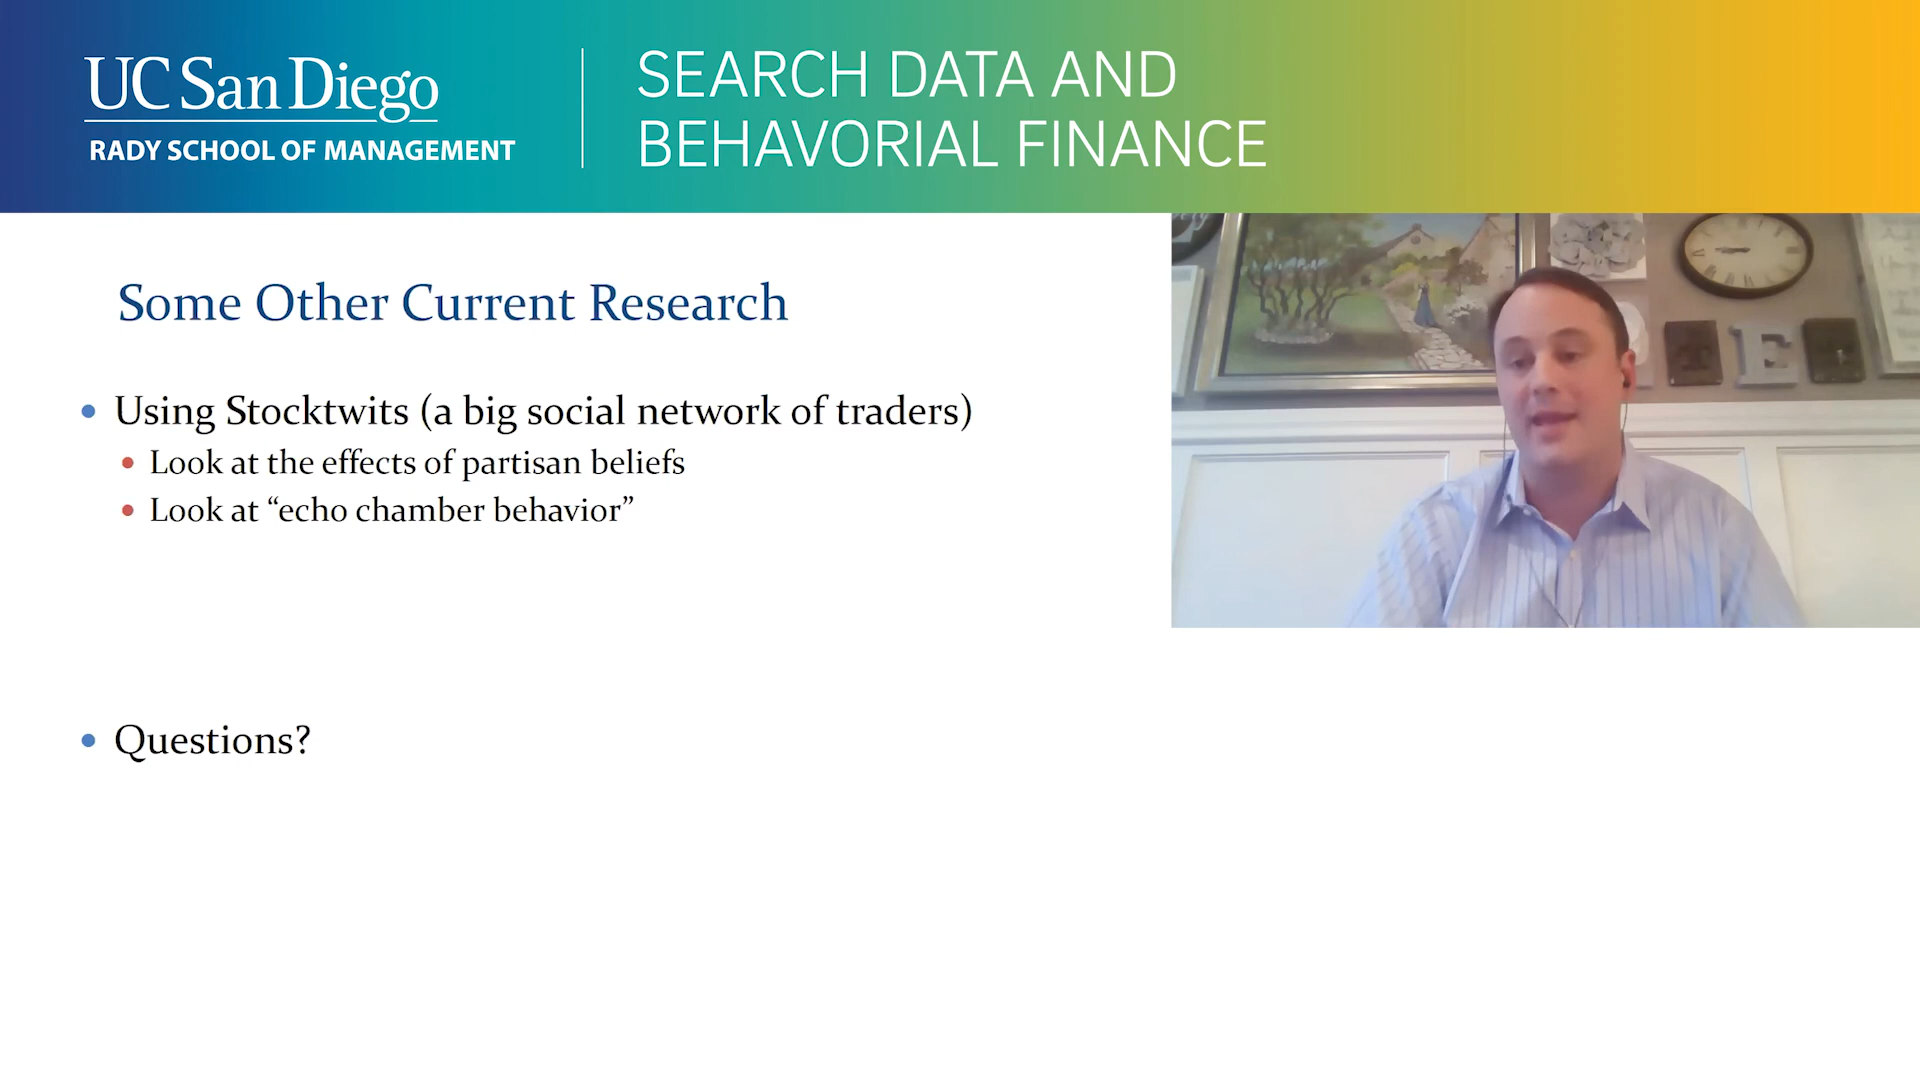 UC San Diego
RADY SCHOOL OF MANAGEMENT
SEARCH DATA AND
BEHAVORIAL FINANCE
Some Other Current Research
• Using Stocktwits (a big social network of traders)
• Look at the effects of partisan beliefs
• Look at “echo chamber behavior”
• Questions?